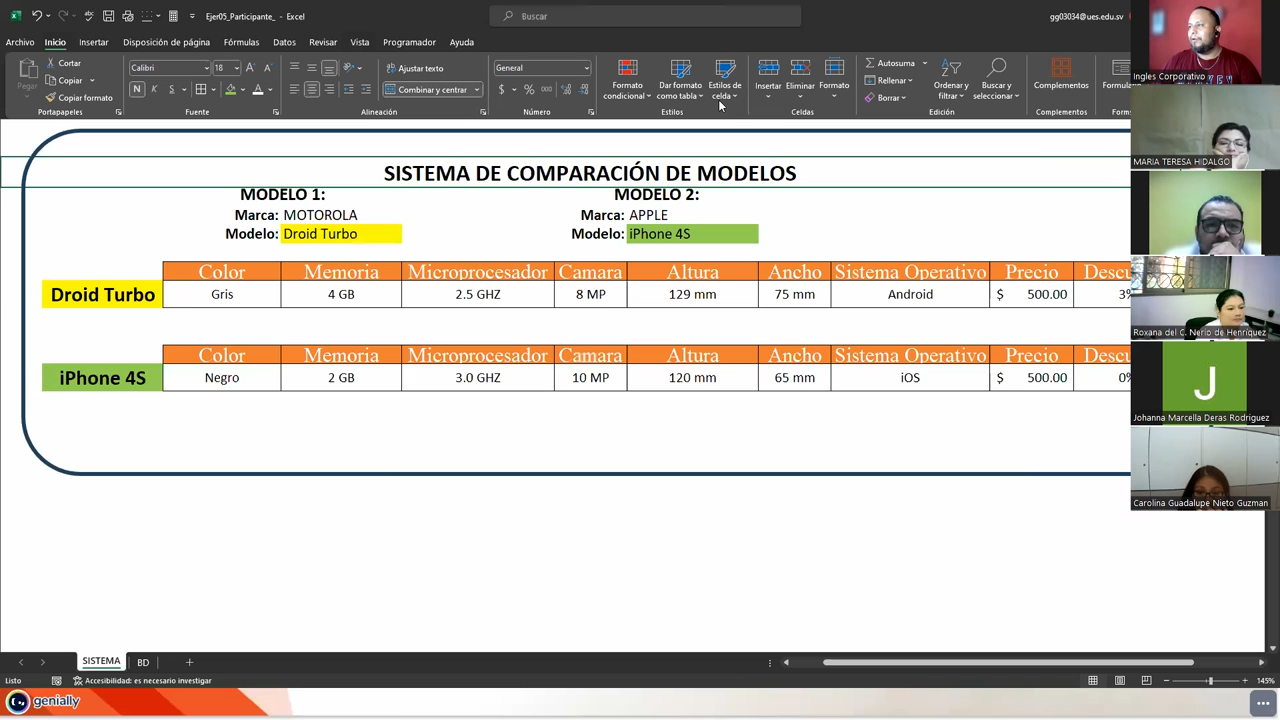 Ejer05_Participante_ - Excel
Buscar
gg03034@ues.edu.sv
Archivo Inicio Insertar Disposición de página Fórmulas Datos Revisar Vista Programador Ayuda
Pegar
Cortar
Copiar
Copiar formato
Portapapeles
Calibri 18
N K S
Fuente
Ajustar texto
Combinar y centrar
Alineación
General
$ % 000
Número
Formato condicional
Dar formato como tabla
Estilos de celda
Estilos
Insertar Eliminar Formato
Celdas
Autosuma
Rellenar
Borrar
Ordenar y filtrar
Buscar y seleccionar
Edición
Complementos
Complementos
Formula
Form
SISTEMA DE COMPARACIÓN DE MODELOS
MODELO 1: MODELO 2:
Marca: MOTOROLA Marca: APPLE
Modelo: Droid Turbo Modelo: iPhone 4S
Color Memoria Microprocesador Camara Altura Ancho Sistema Operativo Precio Descu
Droid Turbo Gris 4 GB 2.5 GHZ 8 MP 129 mm 75 mm Android $ 500.00 3%
Color Memoria Microprocesador Camara Altura Ancho Sistema Operativo Precio Descu
iPhone 4S Negro 2 GB 3.0 GHZ 10 MP 120 mm 65 mm iOS $ 500.00 0%
Ingles Corporativo
MARIA TERESA HIDALGO
Roxana del C. Nerio de Henriquez
J
Johanna Marcella Deras Rodriguez
Carolina Guadalupe Nieto Guzman
SISTEMA BD
Listo
Accesibilidad: es necesario investigar
145%
genially